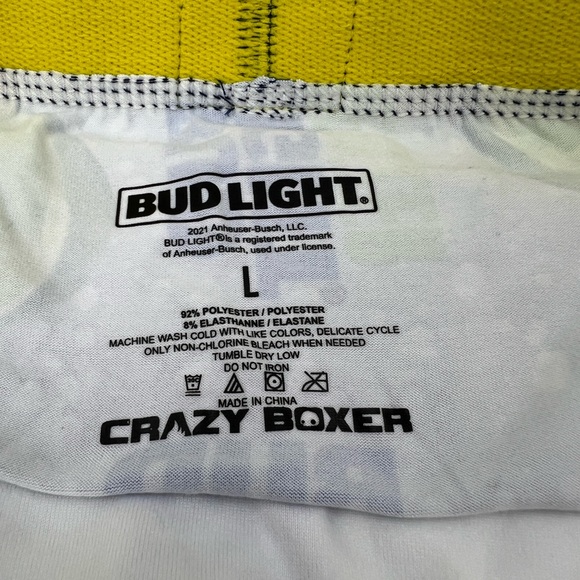 BUD LIGHT®
2021 Anheuser-Busch, LLC.
BUD LIGHT®is a registered trademark
of Anheuser-Busch, used under license.
L
92% POLYESTER / POLYESTER
8% ELASTHANNE / ELASTANE
MACHINE WASH COLD WITH LIKE COLORS, DELICATE CYCLE
ONLY NON-CHLORINE BLEACH WHEN NEEDED
TUMBLE DRY LOW
DO NOT IRON
MADE IN CHINA
CRAZY BOXER